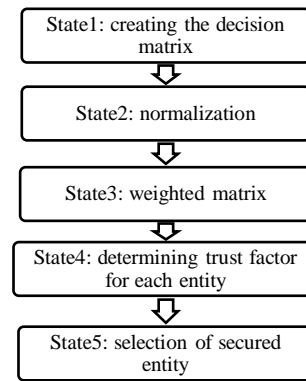 State1: creating the decision
matrix
State2: normalization
State3: weighted matrix
State4: determining trust factor
for each entity
State5: selection of secured
entity